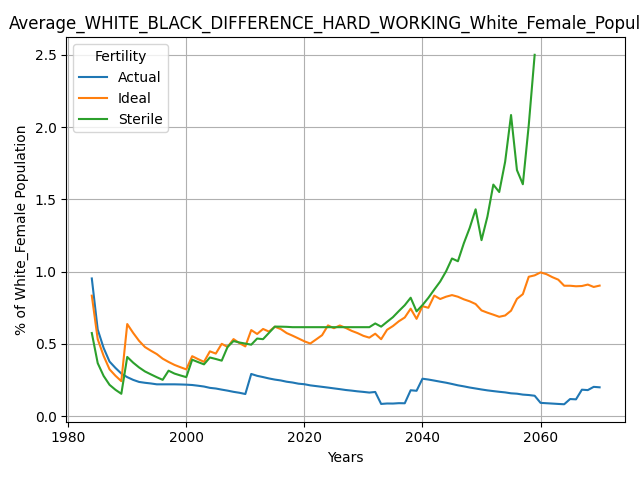 Average_WHITE_BLACK_DIFFERENCE_HARD_WORKING_White_Female_Popul
Fertility
Actual
Ideal
Sterile
% of White_Female Population
2.5
2.0
1.5
1.0
0.5
0.0
1980
2000
2020
2040
2060
Years